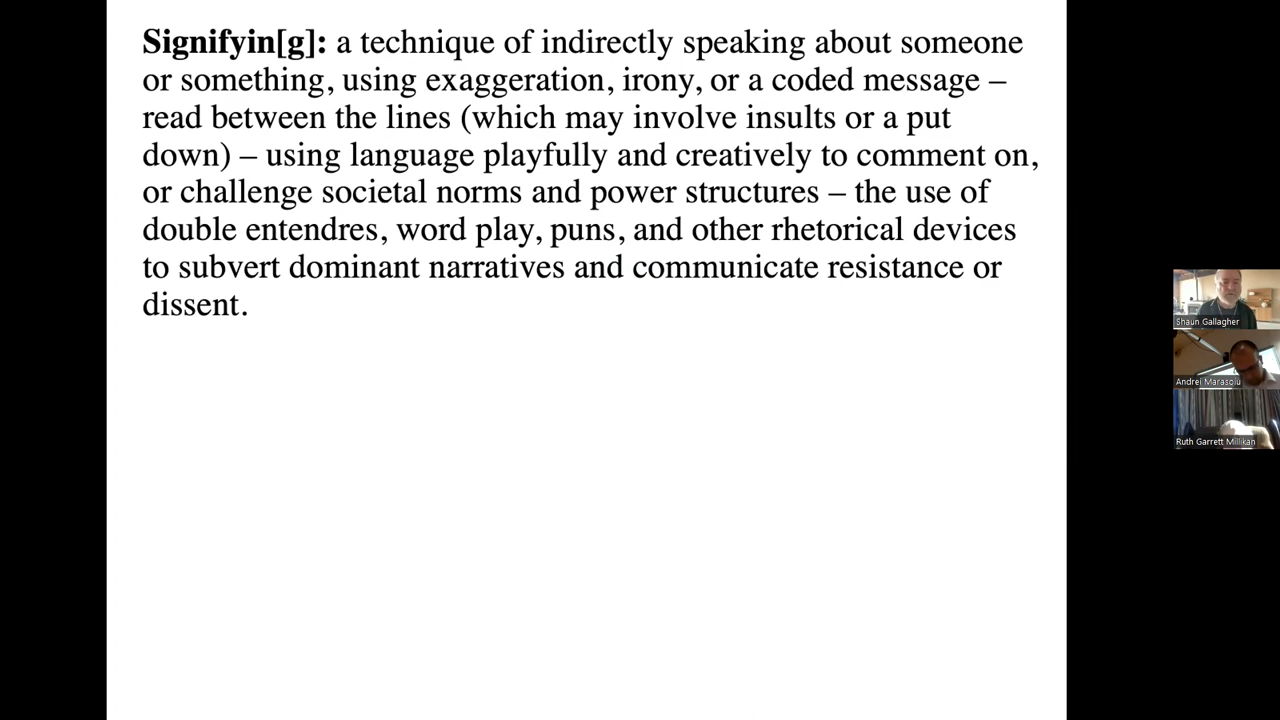 Signifyin[g]: a technique of indirectly speaking about someone
or something, using exaggeration, irony, or a coded message –
read between the lines (which may involve insults or a put
down) – using language playfully and creatively to comment on,
or challenge societal norms and power structures – the use of
double entendres, word play, puns, and other rhetorical devices
to subvert dominant narratives and communicate resistance or
dissent.
Shaun Gallagher
Andrei Marasoiu
Ruth Garrett Millikan